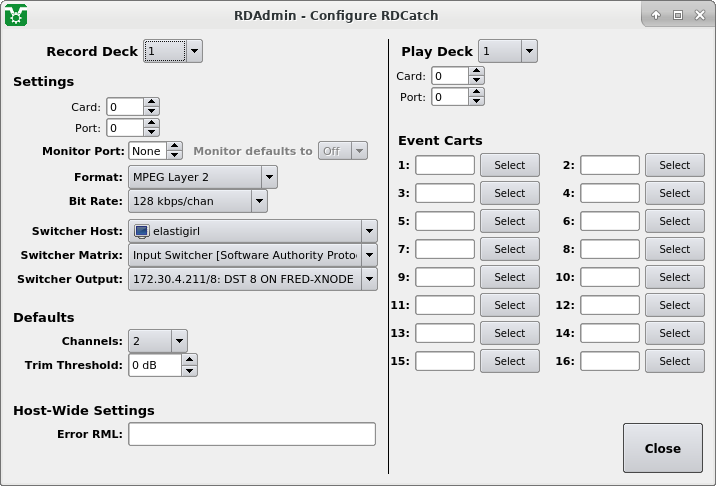 RDAdmin - Configure RDCatch
Record Deck 1
Settings
Card: 0
Port: 0
Monitor Port: None Monitor defaults to Off
Format: MPEG Layer 2
Bit Rate: 128 kbps/chan
Switcher Host: elastigirl
Switcher Matrix: Input Switcher [Software Authority Proto
Switcher Output: 172.30.4.211/8: DST 8 ON FRED-XNODE
Defaults
Channels: 2
Trim Threshold: 0 dB
Host-Wide Settings
Error RML:
Play Deck 1
Card: 0
Port: 0
Event Carts
1: Select 2: Select
3: Select 4: Select
5: Select 6: Select
7: Select 8: Select
9: Select 10: Select
11: Select 12: Select
13: Select 14: Select
15: Select 16: Select
Close